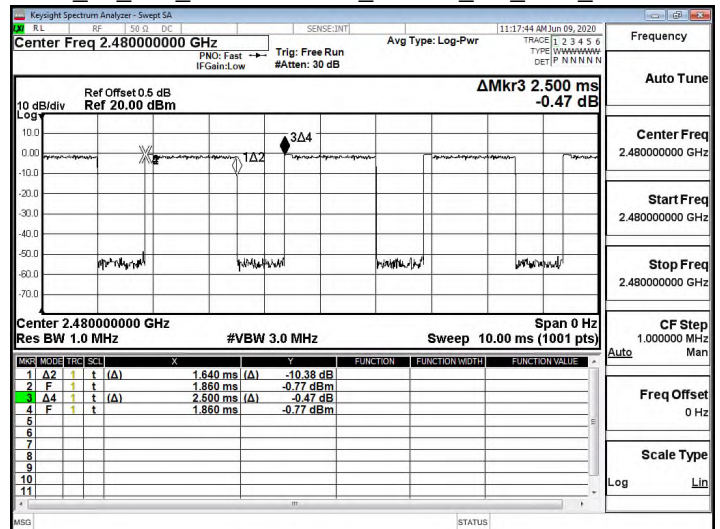 Keysight Spectrum Analyzer - Swept SA
LXI RL RF 50 Ω DC SENSE:INT 11:17:44 AM Jun 09, 2020
Center Freq 2.480000000 GHz
PNO: Fast
IFGain:Low
Trig: Free Run
#Atten: 30 dB
Avg Type: Log-Pwr
TRACE 1 2 3 4 5 6
TYPE WWWWWW
DET P N N N N N
Frequency
Auto Tune
Center Freq
2.480000000 GHz
Start Freq
2.480000000 GHz
Stop Freq
2.480000000 GHz
CF Step
1.000000 MHz
Auto Man
Freq Offset
0 Hz
Scale Type
Log Lin
Ref Offset 0.5 dB
Ref 20.00 dBm
10 dB/div
Log
ΔMkr3 2.500 ms
-0.47 dB
10.0
0.00
-10.0
-20.0
-30.0
-40.0
-50.0
-60.0
-70.0
3Δ4
1Δ2
Center 2.480000000 GHz
Res BW 1.0 MHz
#VBW 3.0 MHz
Span 0 Hz
Sweep 10.00 ms (1001 pts)
MKR MODE TRC SCL X Y FUNCTION FUNCTION WIDTH FUNCTION VALUE
1 Δ2 1 t (Δ) 1.640 ms (Δ) -10.38 dB
2 F 1 t 1.860 ms -0.77 dBm
3 Δ4 1 t (Δ) 2.500 ms (Δ) -0.47 dB
4 F 1 t 1.860 ms -0.77 dBm
5
6
7
8
9
10
11
MSG
STATUS